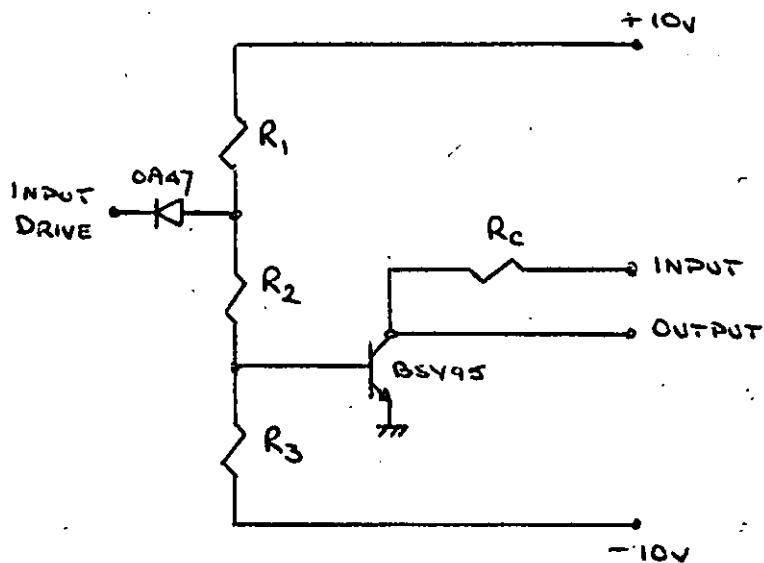 +10V
R1
OA47
INPUT
DRIVE
RC
INPUT
R2
OUTPUT
BSY95
R3
-10V